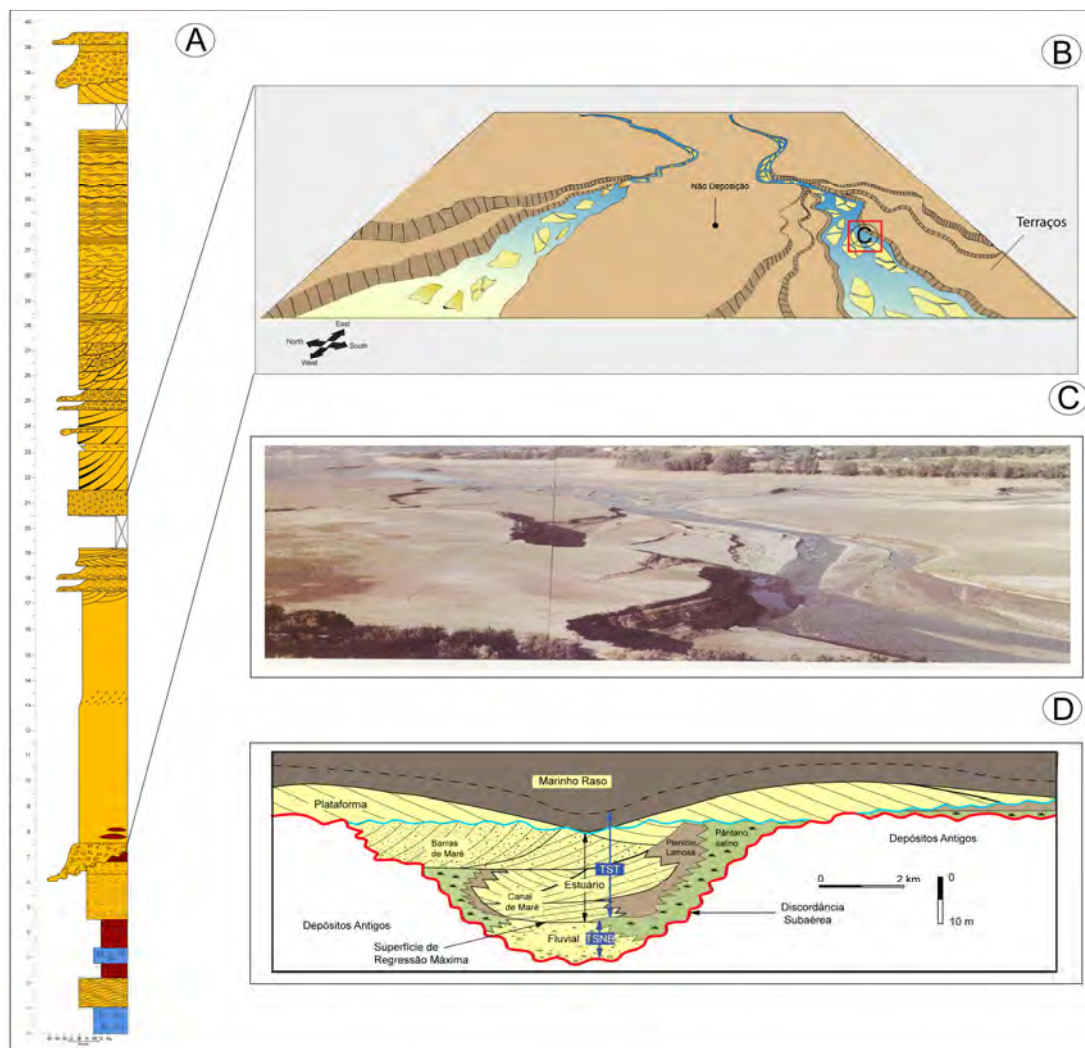 A
B
Não Deposição
C
Terraços
East
North
South
West
C
D
Marinho Raso
Plataforma
Barras
de Maré
Planície
Lamosa
Pântano
salino
Depósitos Antigos
TST
Estuário
0
2 km
0
10 m
Canal
de Maré
Depósitos Antigos
Discordância
Subaérea
Superfície de
Regressão Máxima
Fluvial
TSNB